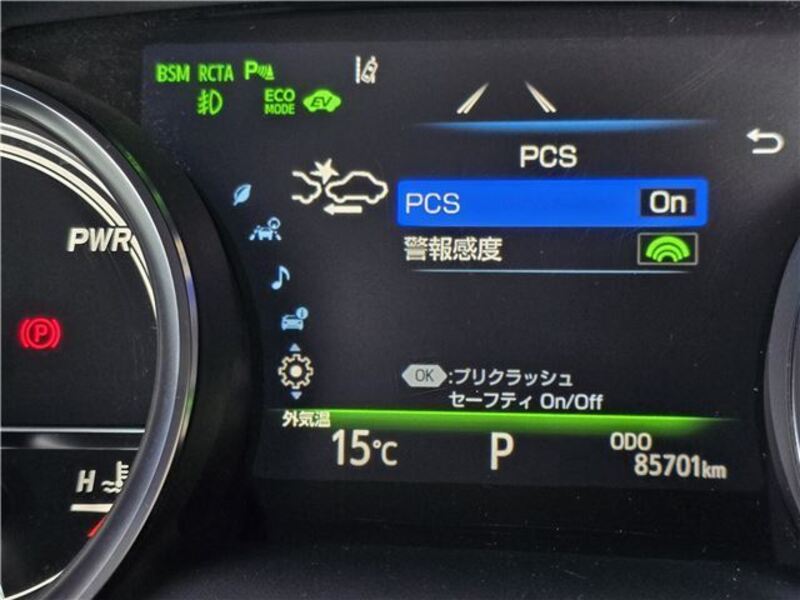 BSM RCTA P
ECO
MODE EV
PCS
PCS On
警報感度
PWR
P
OK :プリクラッシュ
セーフティ On/Off
外気温
15℃ P ODO
85701km
H